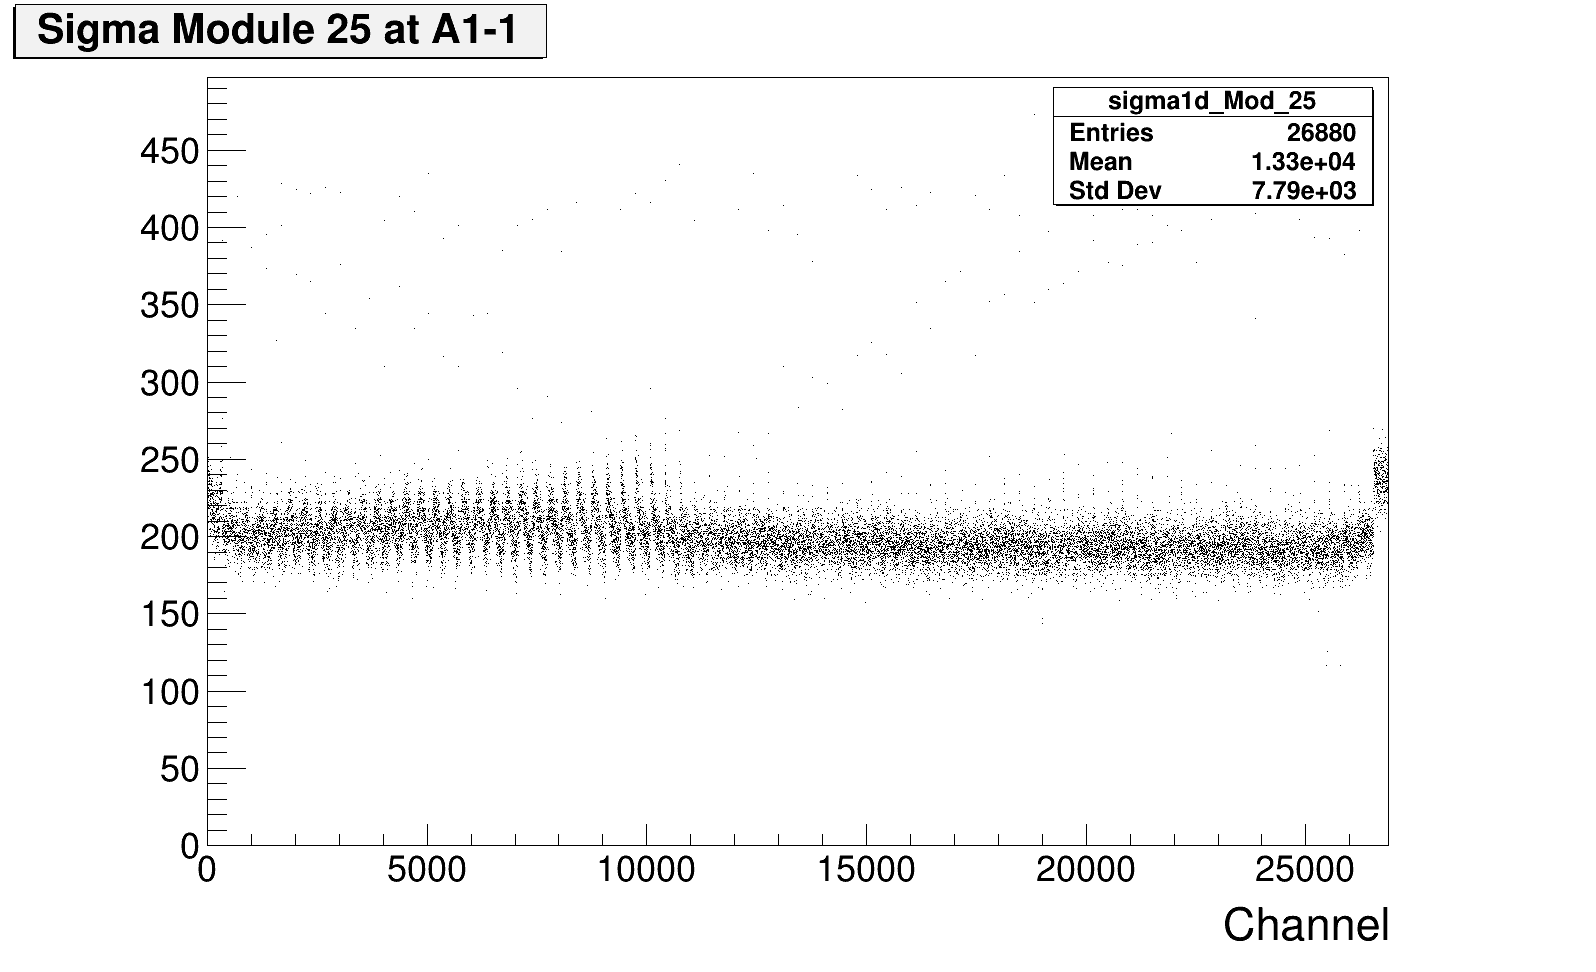 Sigma Module 25 at A1-1
sigma1d_Mod_25
Entries 26880
Mean 1.33e+04
Std Dev 7.79e+03
450
400
350
300
250
200
150
100
50
0
0 5000 10000 15000 20000 25000
Channel